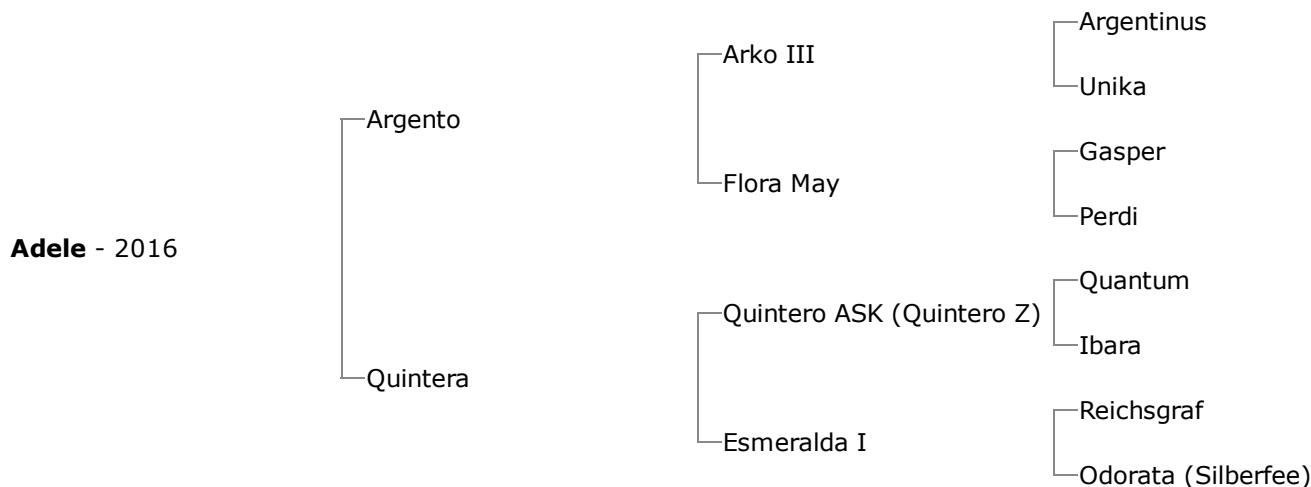 Argentinus
Arko III
Unika
Argento
Gasper
Flora May
Perdi
Adele - 2016
Quantum
Quintero ASK (Quintero Z)
Ibara
Quintera
Reichsgraf
Esmeralda I
Odorata (Silberfee)